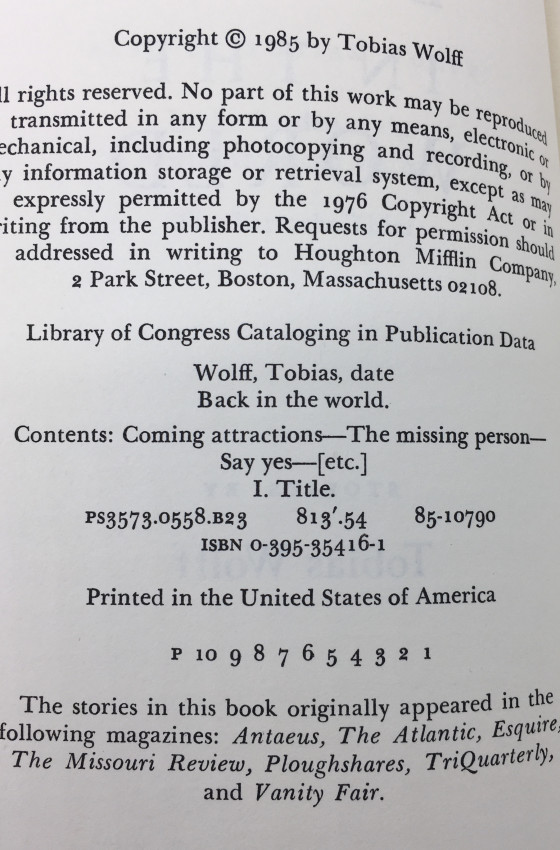 Copyright © 1985 by Tobias Wolff
ll rights reserved. No part of this work may be reproduced
transmitted in any form or by any means, electronic or
echanical, including photocopying and recording, or by
y information storage or retrieval system, except as may
expressly permitted by the 1976 Copyright Act or in
riting from the publisher. Requests for permission should
addressed in writing to Houghton Mifflin Company,
2 Park Street, Boston, Massachusetts 02108.
Library of Congress Cataloging in Publication Data
Wolff, Tobias, date
Back in the world.
Contents: Coming attractions—The missing person—
Say yes—[etc.]
I. Title.
PS3573.O558.B23 813'.54 85-10790
ISBN 0-395-35416-1
Printed in the United States of America
P 10 9 8 7 6 5 4 3 2 1
The stories in this book originally appeared in the
following magazines: Antaeus, The Atlantic, Esquire,
The Missouri Review, Ploughshares, TriQuarterly,
and Vanity Fair.